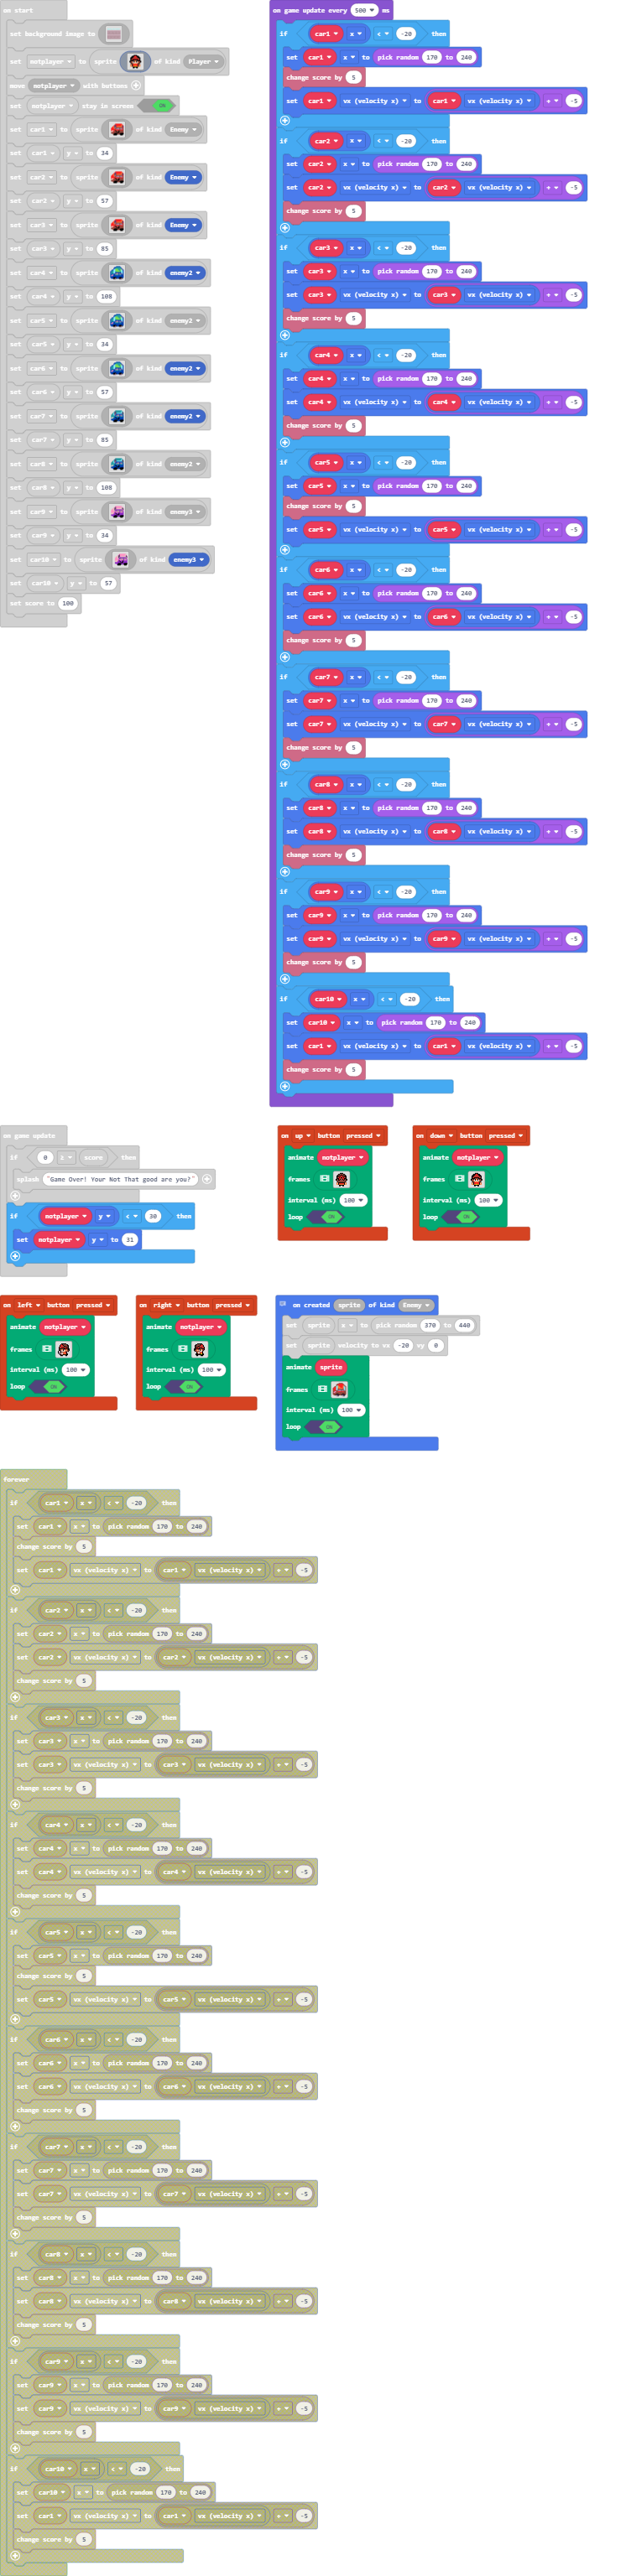 on start
set background image to
set notplayer to sprite of kind Player
move notplayer with buttons
set notplayer stay in screen ON
set car1 to sprite of kind Enemy
set car1 y to 34
set car2 to sprite of kind Enemy
set car2 y to 57
set car3 to sprite of kind Enemy
set car3 y to 85
set car4 to sprite of kind enemy2
set car4 y to 108
set car5 to sprite of kind enemy2
set car5 y to 34
set car6 to sprite of kind enemy2
set car6 y to 57
set car7 to sprite of kind enemy2
set car7 y to 85
set car8 to sprite of kind enemy2
set car8 y to 108
set car9 to sprite of kind enemy3
set car9 y to 34
set car10 to sprite of kind enemy3
set car10 y to 57
set score to 100
on game update every 500 ms
if car1 x < -20 then
set car1 x to pick random 170 to 240
change score by 5
set car1 vx (velocity x) to car1 vx (velocity x) + -5
if car2 x < -20 then
set car2 x to pick random 170 to 240
set car2 vx (velocity x) to car2 vx (velocity x) + -5
change score by 5
if car3 x < -20 then
set car3 x to pick random 170 to 240
set car3 vx (velocity x) to car3 vx (velocity x) + -5
change score by 5
if car4 x < -20 then
set car4 x to pick random 170 to 240
set car4 vx (velocity x) to car4 vx (velocity x) + -5
change score by 5
if car5 x < -20 then
set car5 x to pick random 170 to 240
change score by 5
set car5 vx (velocity x) to car5 vx (velocity x) + -5
if car6 x < -20 then
set car6 x to pick random 170 to 240
set car6 vx (velocity x) to car6 vx (velocity x) + -5
change score by 5
if car7 x < -20 then
set car7 x to pick random 170 to 240
set car7 vx (velocity x) to car7 vx (velocity x) + -5
change score by 5
if car8 x < -20 then
set car8 x to pick random 170 to 240
set car8 vx (velocity x) to car8 vx (velocity x) + -5
change score by 5
if car9 x < -20 then
set car9 x to pick random 170 to 240
set car9 vx (velocity x) to car9 vx (velocity x) + -5
change score by 5
if car10 x < -20 then
set car10 x to pick random 170 to 240
set car1 vx (velocity x) to car1 vx (velocity x) + -5
change score by 5
on game update
if 0 ≥ score then
splash "Game Over! Your Not That good are you?"
if notplayer y < 30 then
set notplayer y to 31
on up button pressed
animate notplayer
frames
interval (ms) 100
loop ON
on down button pressed
animate notplayer
frames
interval (ms) 100
loop ON
on left button pressed
animate notplayer
frames
interval (ms) 100
loop ON
on right button pressed
animate notplayer
frames
interval (ms) 100
loop ON
on created sprite of kind Enemy
set sprite x to pick random 370 to 440
set sprite velocity to vx -20 vy 0
animate sprite
frames
interval (ms) 100
loop ON
forever
if car1 x < -20 then
set car1 x to pick random 170 to 240
change score by 5
set car1 vx (velocity x) to car1 vx (velocity x) + -5
if car2 x < -20 then
set car2 x to pick random 170 to 240
set car2 vx (velocity x) to car2 vx (velocity x) + -5
change score by 5
if car3 x < -20 then
set car3 x to pick random 170 to 240
set car3 vx (velocity x) to car3 vx (velocity x) + -5
change score by 5
if car4 x < -20 then
set car4 x to pick random 170 to 240
set car4 vx (velocity x) to car4 vx (velocity x) + -5
change score by 5
if car5 x < -20 then
set car5 x to pick random 170 to 240
change score by 5
set car5 vx (velocity x) to car5 vx (velocity x) + -5
if car6 x < -20 then
set car6 x to pick random 170 to 240
set car6 vx (velocity x) to car6 vx (velocity x) + -5
change score by 5
if car7 x < -20 then
set car7 x to pick random 170 to 240
set car7 vx (velocity x) to car7 vx (velocity x) + -5
change score by 5
if car8 x < -20 then
set car8 x to pick random 170 to 240
set car8 vx (velocity x) to car8 vx (velocity x) + -5
change score by 5
if car9 x < -20 then
set car9 x to pick random 170 to 240
set car9 vx (velocity x) to car9 vx (velocity x) + -5
change score by 5
if car10 x < -20 then
set car10 x to pick random 170 to 240
set car1 vx (velocity x) to car1 vx (velocity x) + -5
change score by 5